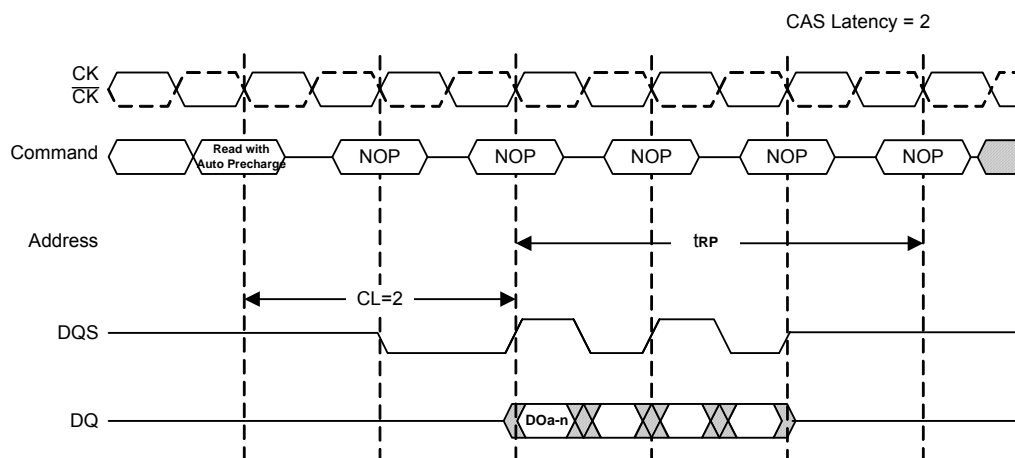 CAS Latency = 2
CK
CK
Command
Read with
Auto Precharge
NOP
NOP
NOP
NOP
NOP
Address
tRP
CL=2
DQS
DQ
DOa-n